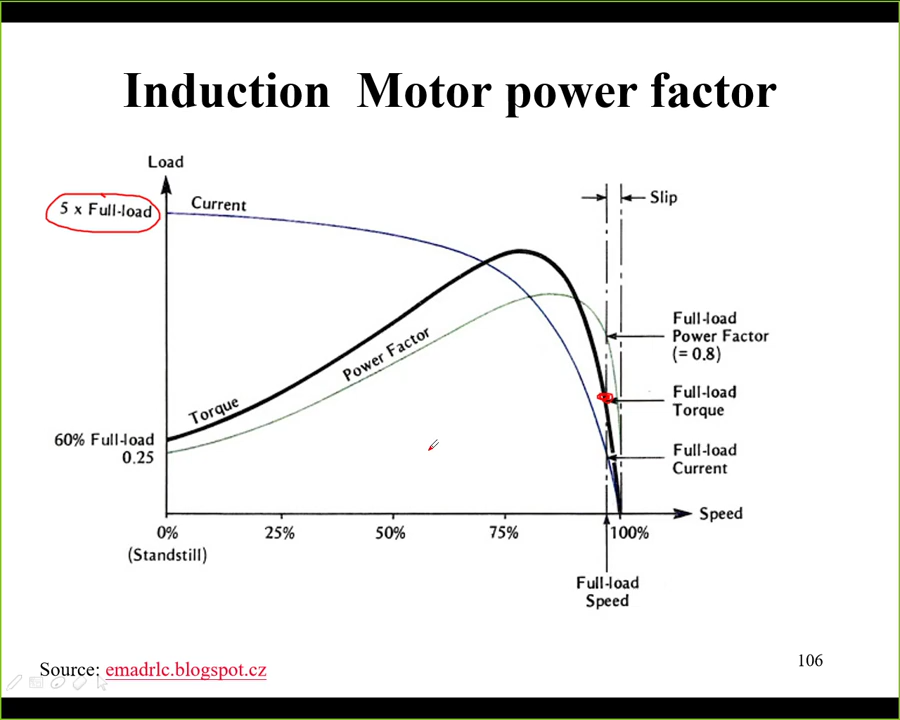 Induction Motor power factor
Load
5 x Full-load
Current
Slip
Full-load
Power Factor
(= 0.8)
Power Factor
Full-load
Torque
Torque
60% Full-load
0.25
Full-load
Current
Speed
0%
25%
50%
75%
100%
(Standstill)
Full-load
Speed
106
Source: emadrlc.blogspot.cz